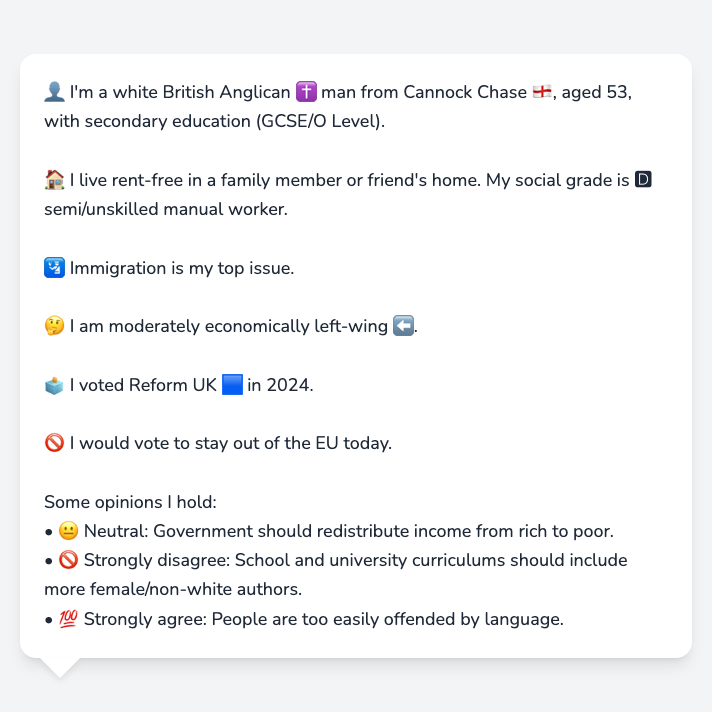 👤 I'm a white British Anglican ✝️ man from Cannock Chase 🏴󠁧󠁢󠁥󠁮󠁧󠁿, aged 53,
with secondary education (GCSE/O Level).
🏠 I live rent-free in a family member or friend's home. My social grade is 🅳
semi/unskilled manual worker.
🛂 Immigration is my top issue.
🤔 I am moderately economically left-wing ⬅️.
🗳️ I voted Reform UK 🟦 in 2024.
🚫 I would vote to stay out of the EU today.
Some opinions I hold:
• 😐 Neutral: Government should redistribute income from rich to poor.
• 🚫 Strongly disagree: School and university curriculums should include
more female/non-white authors.
• 💯 Strongly agree: People are too easily offended by language.